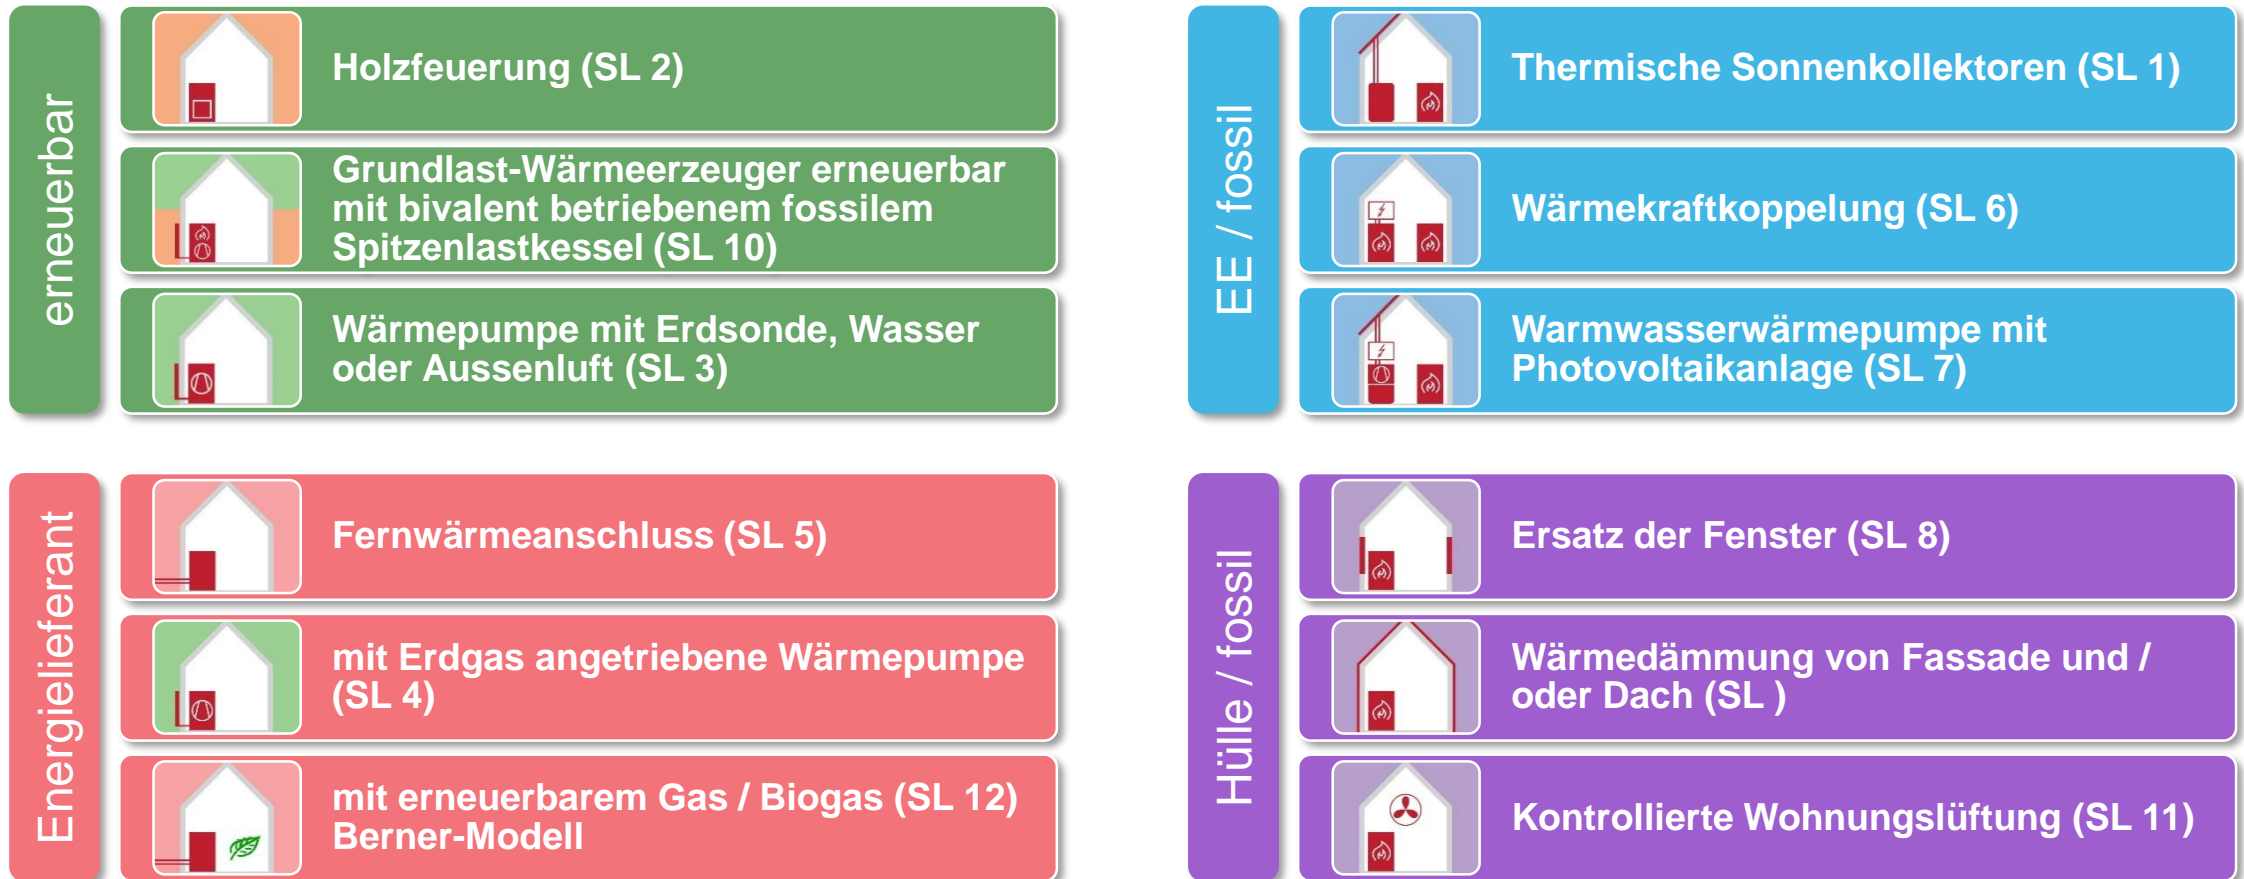 erneuerbar
Holzfeuerung (SL 2)
Grundlast-Wärmeerzeuger erneuerbar
mit bivalent betriebenem fossilem
Spitzenlastkessel (SL 10)
Wärmepumpe mit Erdsonde, Wasser
oder Aussenluft (SL 3)
EE / fossil
Thermische Sonnenkollektoren (SL 1)
Wärmekraftkoppelung (SL 6)
Warmwasserwärmepumpe mit
Photovoltaikanlage (SL 7)
Energielieferant
Fernwärmeanschluss (SL 5)
mit Erdgas angetriebene Wärmepumpe
(SL 4)
mit erneuerbarem Gas / Biogas (SL 12)
Berner-Modell
Hülle / fossil
Ersatz der Fenster (SL 8)
Wärmedämmung von Fassade und /
oder Dach (SL )
Kontrollierte Wohnungslüftung (SL 11)